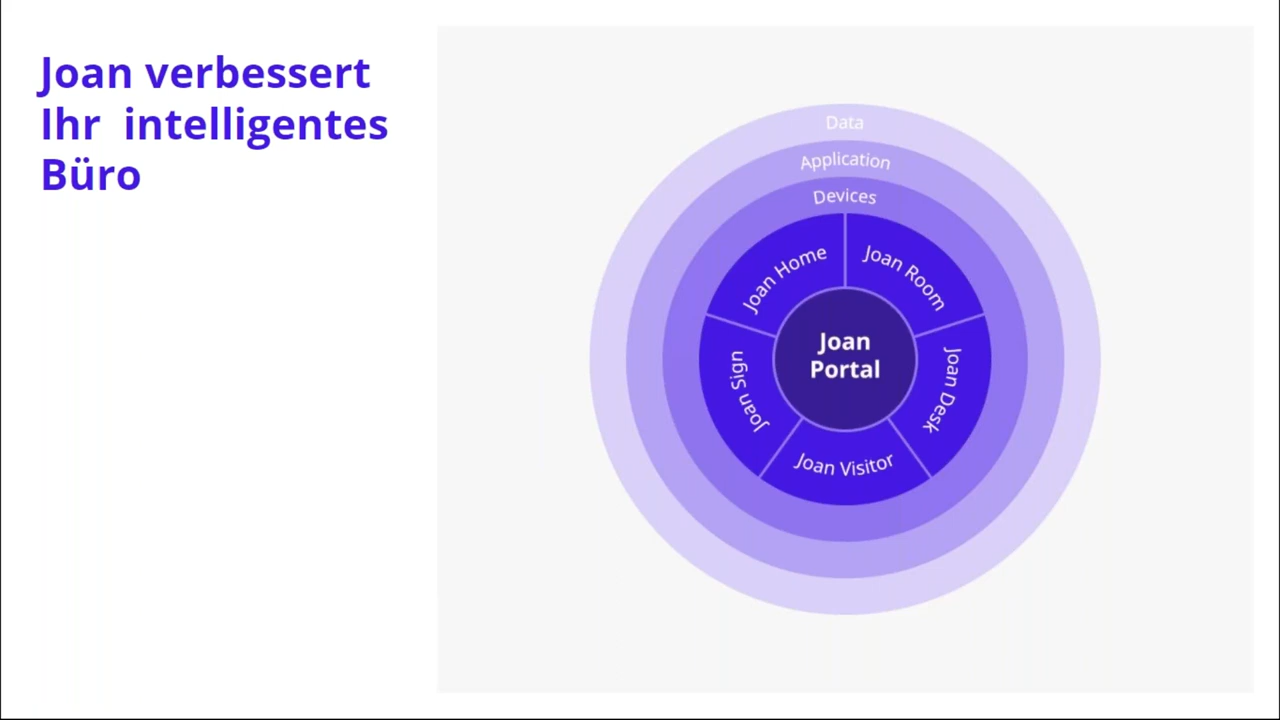 Joan verbessert
Ihr  intelligentes
Büro
Data
Application
Devices
Joan Home
Joan Room
Joan Sign
Joan
Portal
Joan Desk
Joan Visitor